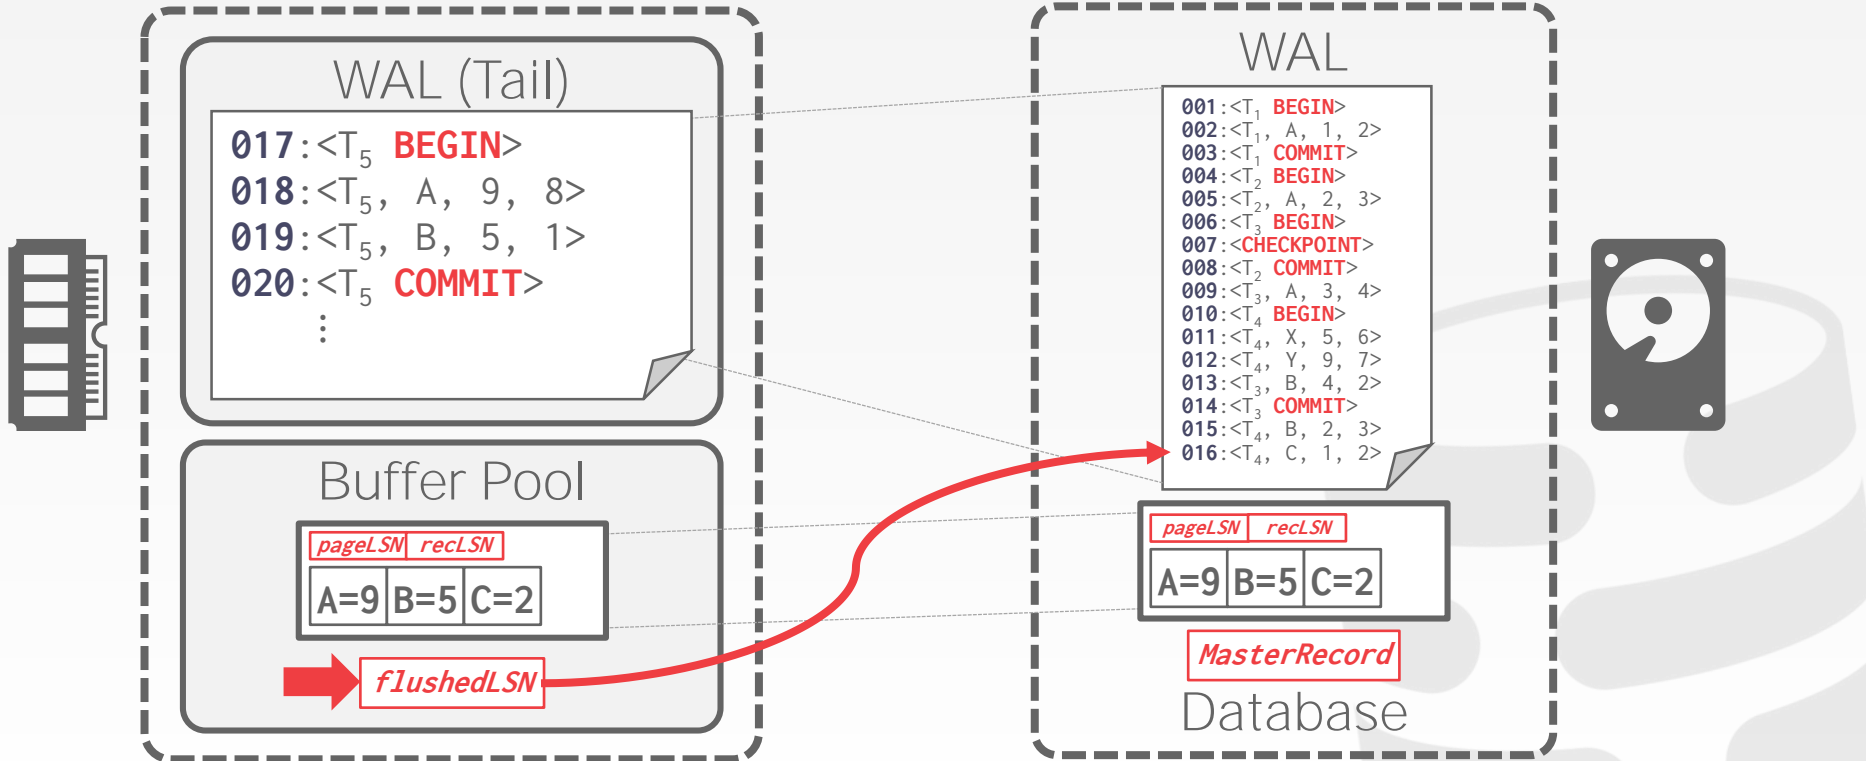 WAL (Tail)
017:<T5 BEGIN>
018:<T5, A, 9, 8>
019:<T5, B, 5, 1>
020:<T5 COMMIT>
⋮
Buffer Pool
pageLSN recLSN
A=9 B=5 C=2
flushedLSN
WAL
001:<T1 BEGIN>
002:<T1, A, 1, 2>
003:<T1 COMMIT>
004:<T2 BEGIN>
005:<T2, A, 2, 3>
006:<T3 BEGIN>
007:<CHECKPOINT>
008:<T2 COMMIT>
009:<T3, A, 3, 4>
010:<T4 BEGIN>
011:<T4, X, 5, 6>
012:<T4, Y, 9, 7>
013:<T3, B, 4, 2>
014:<T3 COMMIT>
015:<T4, B, 2, 3>
016:<T4, C, 1, 2>
pageLSN recLSN
A=9 B=5 C=2
MasterRecord
Database